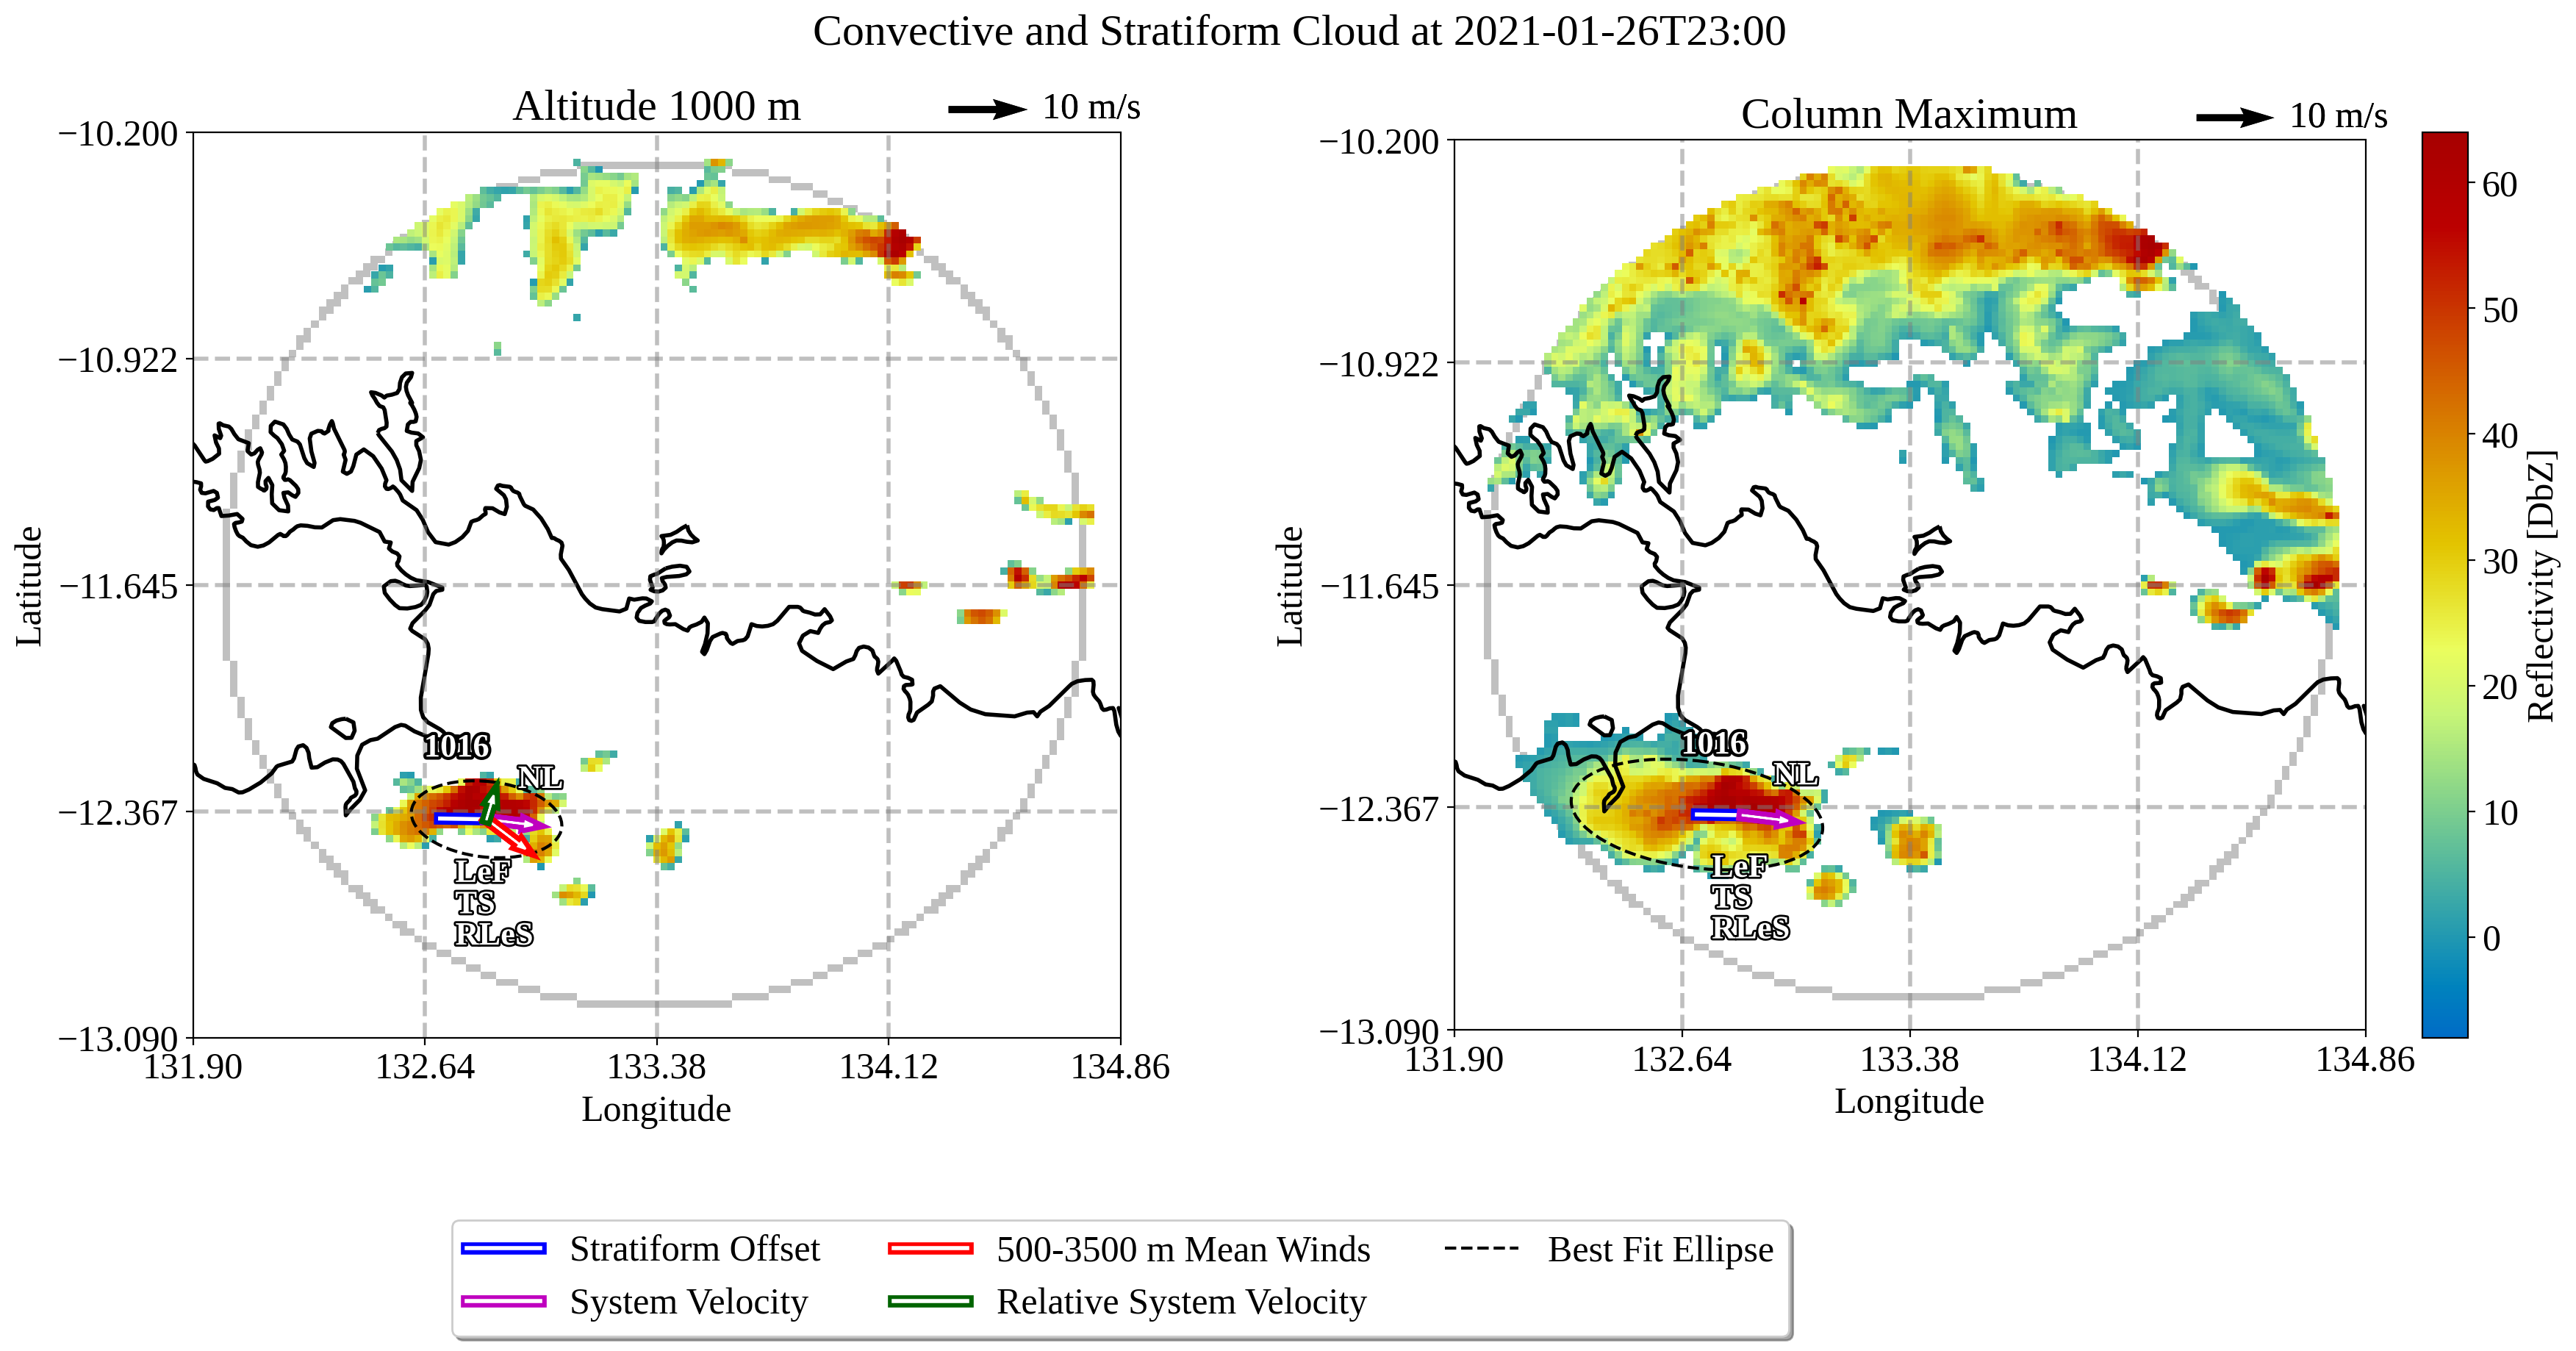 Convective and Stratiform Cloud at 2021-01-26T23:00
Altitude 1000 m
10 m/s
−10.200
−10.922
−11.645
−12.367
−13.090
Latitude
131.90
132.64
133.38
134.12
134.86
Longitude
1016
NL
LeF
TS
RLeS
Column Maximum
10 m/s
−10.200
−10.922
−11.645
−12.367
−13.090
Latitude
131.90
132.64
133.38
134.12
134.86
Longitude
1016
NL
LeF
TS
RLeS
60
50
40
30
20
10
0
Reflectivity [DbZ]
Stratiform Offset
System Velocity
500-3500 m Mean Winds
Relative System Velocity
Best Fit Ellipse